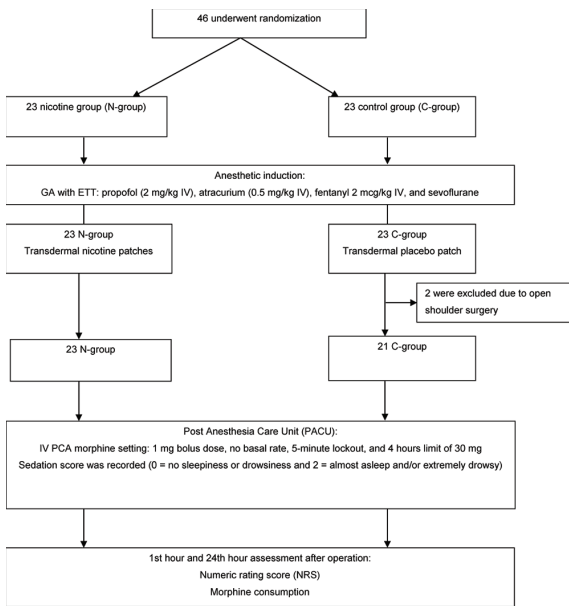 46 underwent randomization
23 nicotine group (N-group)
23 control group (C-group)
Anesthetic induction:
GA with ETT: propofol (2 mg/kg IV), atracurium (0.5 mg/kg IV), fentanyl 2 mcg/kg IV, and sevoflurane
23 N-group
Transdermal nicotine patches
23 C-group
Transdermal placebo patch
2 were excluded due to open
shoulder surgery
23 N-group
21 C-group
Post Anesthesia Care Unit (PACU):
IV PCA morphine setting: 1 mg bolus dose, no basal rate, 5-minute lockout, and 4 hours limit of 30 mg
Sedation score was recorded (0 = no sleepiness or drowsiness and 2 = almost asleep and/or extremely drowsy)
1st hour and 24th hour assessment after operation:
Numeric rating score (NRS)
Morphine consumption